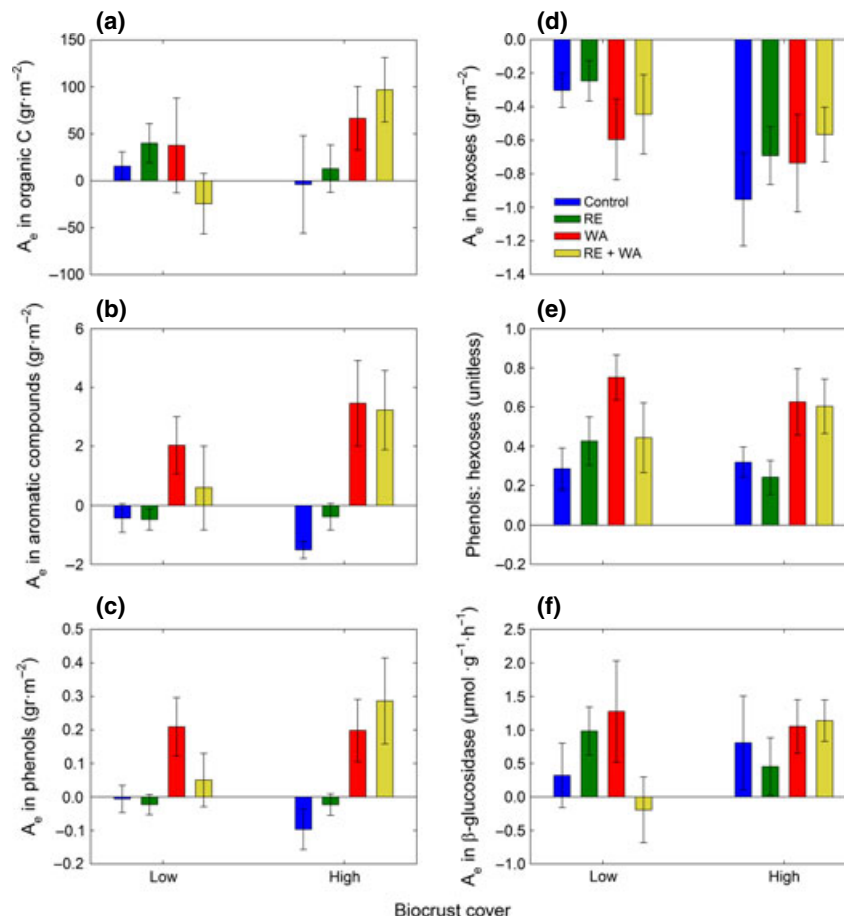 (a)
150
100
50
0
−50
−100
A_e in organic C (gr·m⁻²)
(d)
0.0
−0.2
−0.4
−0.6
−0.8
−1.0
−1.2
−1.4
A_e in hexoses (gr·m⁻²)
Control
RE
WA
RE + WA
(b)
6
4
2
0
−2
A_e in aromatic compounds (gr·m⁻²)
(e)
1.0
0.8
0.6
0.4
0.2
0.0
−0.2
Phenols: hexoses (unitless)
(c)
0.5
0.4
0.3
0.2
0.1
0.0
−0.1
−0.2
A_e in phenols (gr·m⁻²)
Low High
(f)
2.5
2.0
1.5
1.0
0.5
0.0
−0.5
−1.0
A_e in β-glucosidase (μmol ·g⁻¹·h⁻¹)
Low High
Biocrust cover